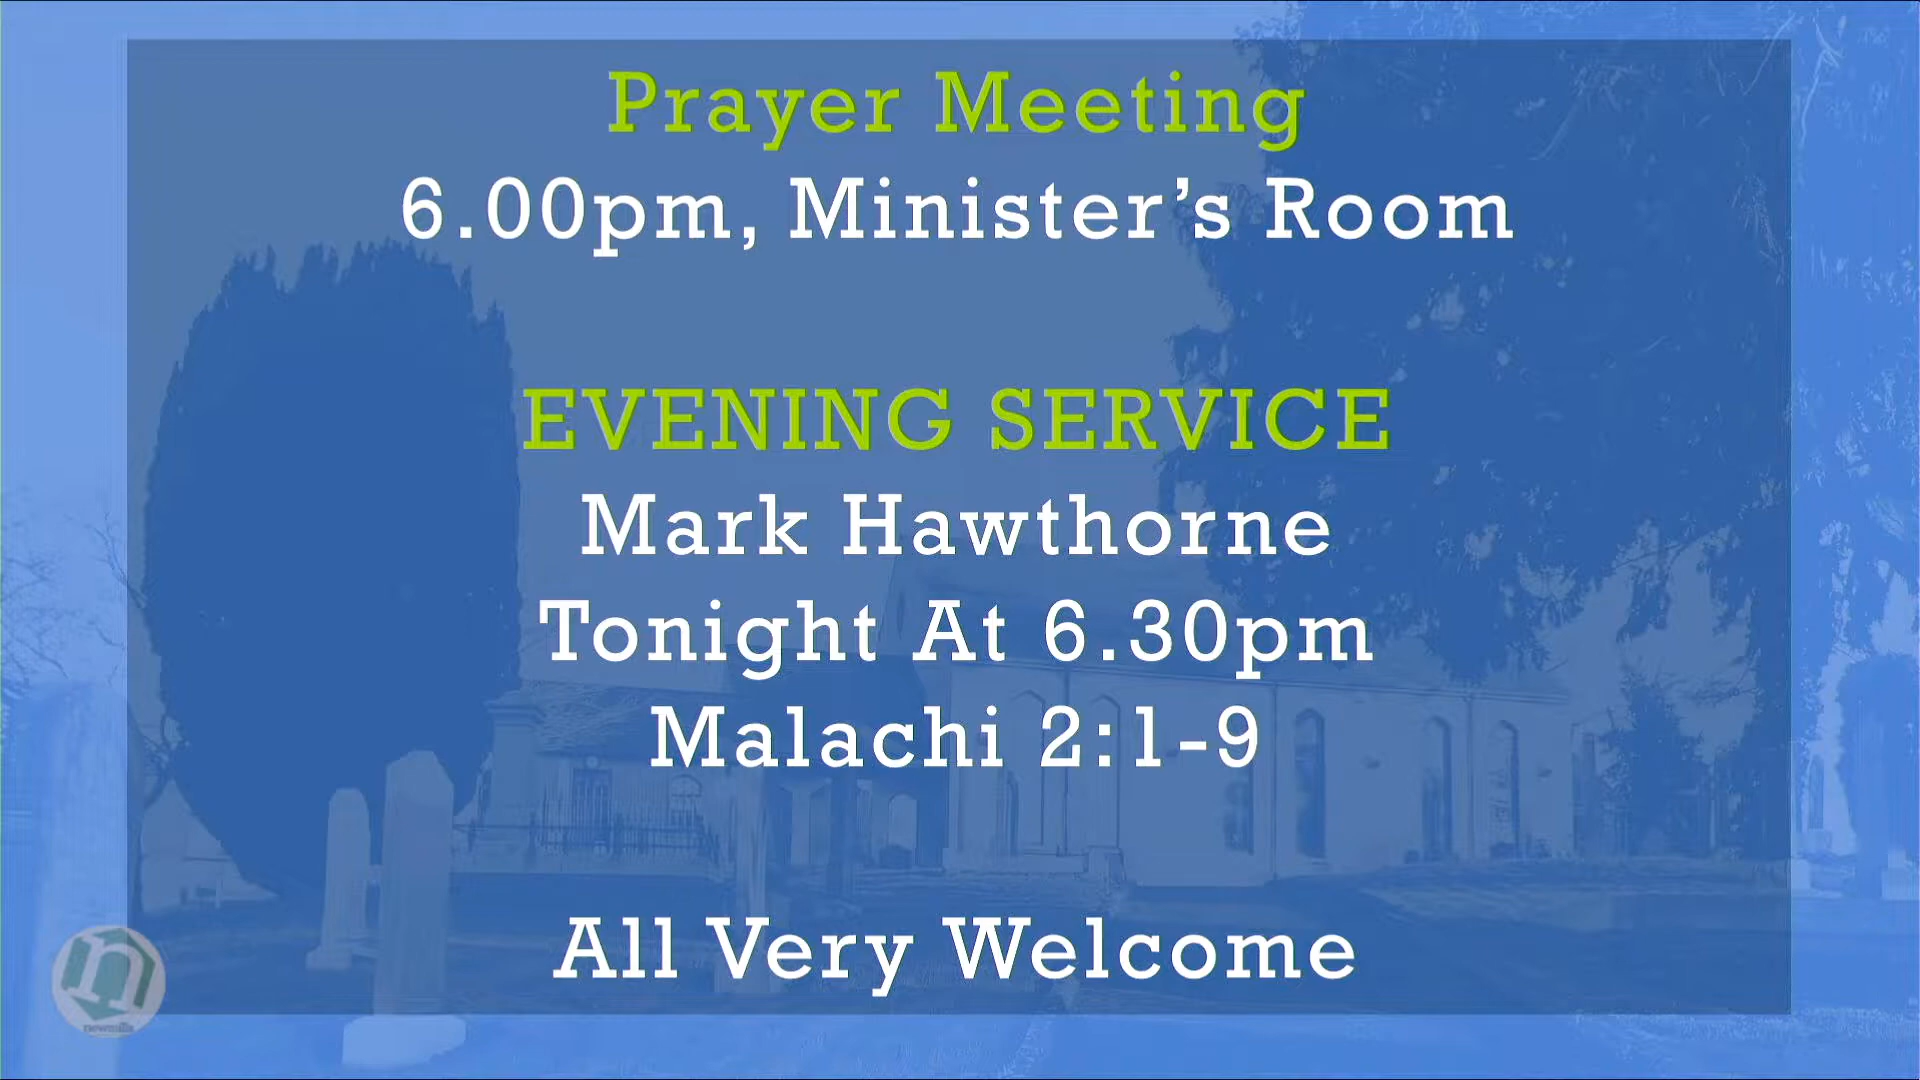 Prayer Meeting
6.00pm, Minister’s Room
EVENING SERVICE
Mark Hawthorne
Tonight At 6.30pm
Malachi 2:1-9
All Very Welcome
n
newmills